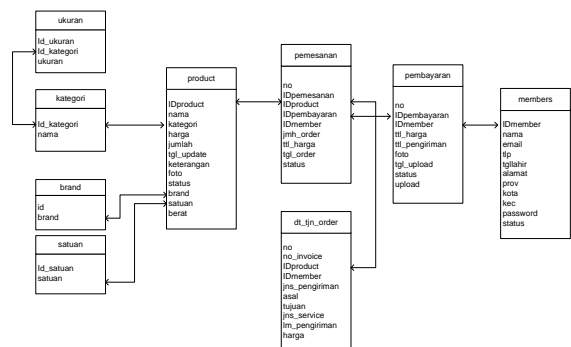 ukuran
Id_ukuran
Id_kategori
ukuran
kategori
Id_kategori
nama
brand
id
brand
satuan
Id_satuan
satuan
product
IDproduct
nama
kategori
harga
jumlah
tgl_update
keterangan
foto
status
brand
satuan
berat
pemesanan
no
IDpemesanan
IDproduct
IDpembayaran
IDmember
jmh_order
ttl_harga
tgl_order
status
dt_tjn_order
no
no_invoice
IDproduct
IDmember
jns_pengiriman
asal
tujuan
jns_service
lm_pengiriman
harga
pembayaran
no
IDpembayaran
IDmember
ttl_harga
ttl_pengiriman
foto
tgl_upload
status
upload
members
IDmember
nama
email
tlp
tgllahir
alamat
prov
kota
kec
password
status